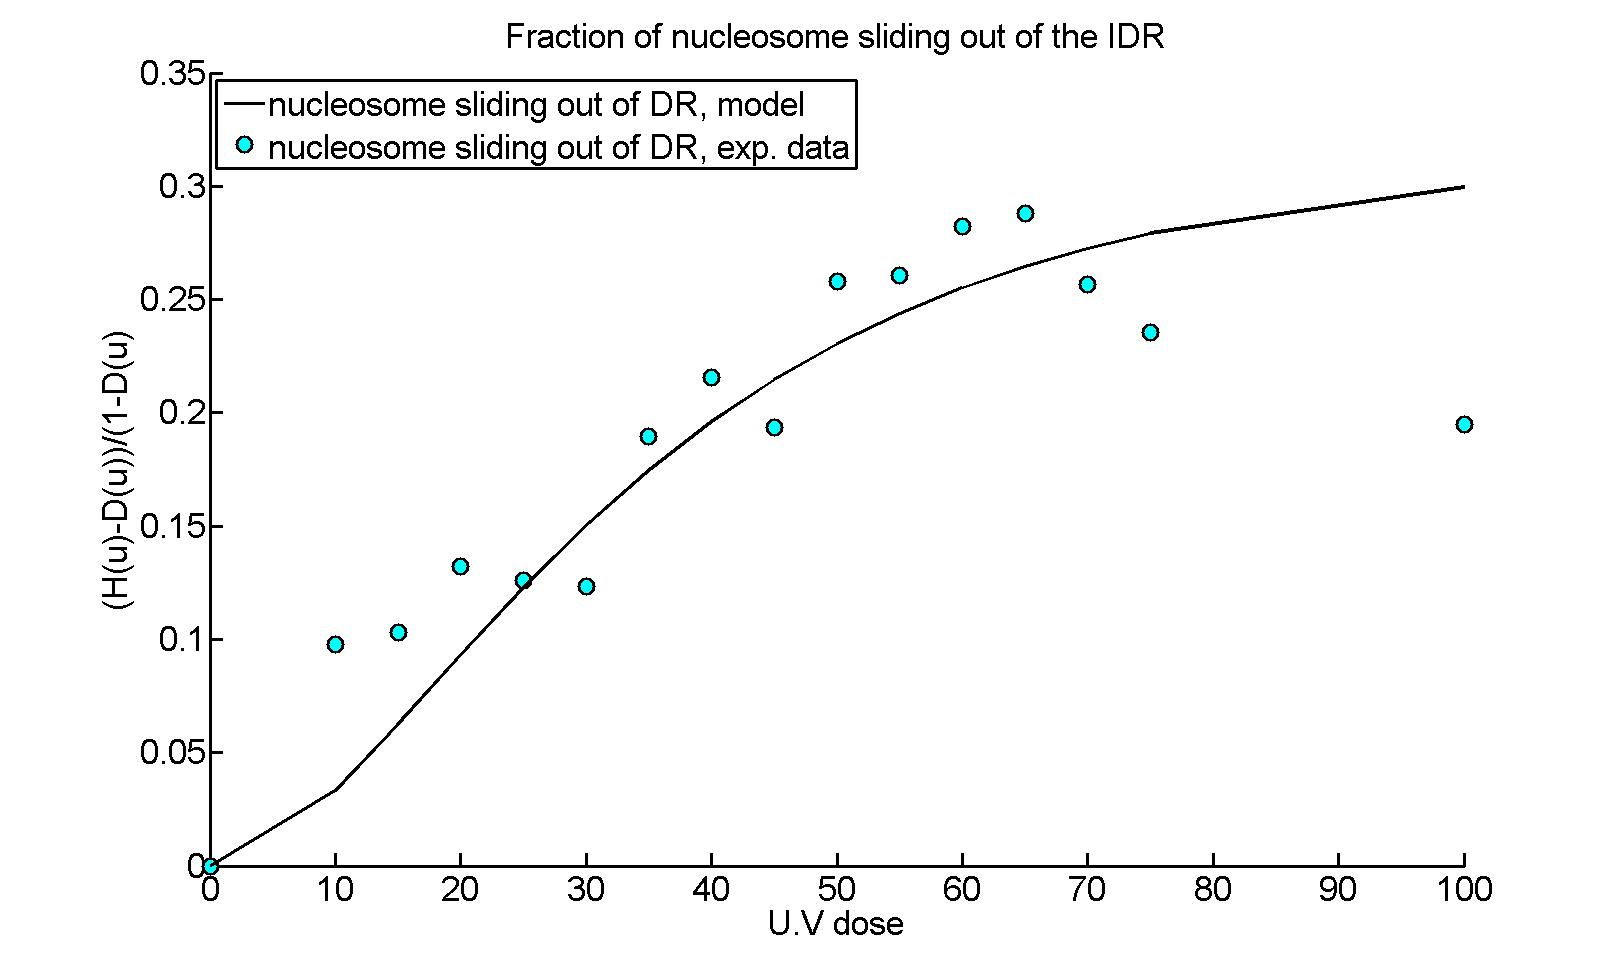 Fraction of nucleosome sliding out of the IDR
nucleosome sliding out of DR, model
nucleosome sliding out of DR, exp. data
(H(u)-D(u))/(1-D(u)
0.35
0.3
0.25
0.2
0.15
0.1
0.05
0
0 10 20 30 40 50 60 70 80 90 100
U.V dose